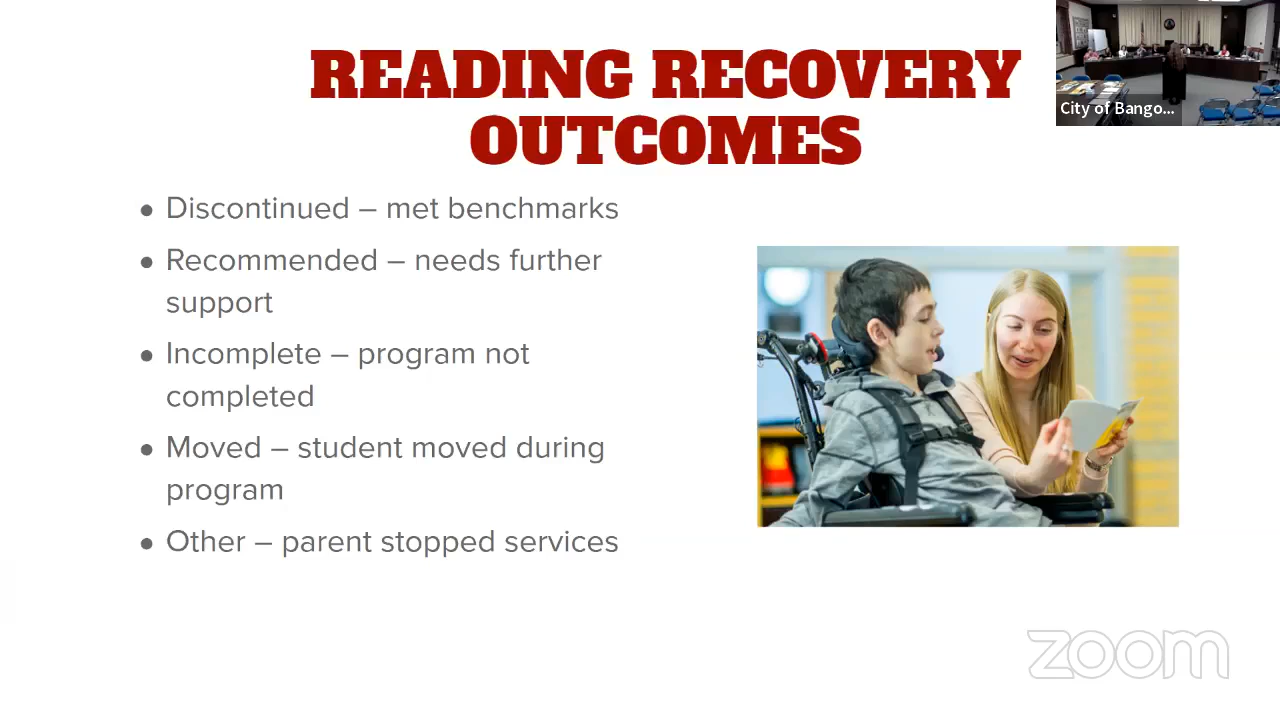 READING RECOVERY
OUTCOMES
City of Bango...
• Discontinued – met benchmarks
• Recommended – needs further
support
• Incomplete – program not
completed
• Moved – student moved during
program
• Other – parent stopped services
zoom